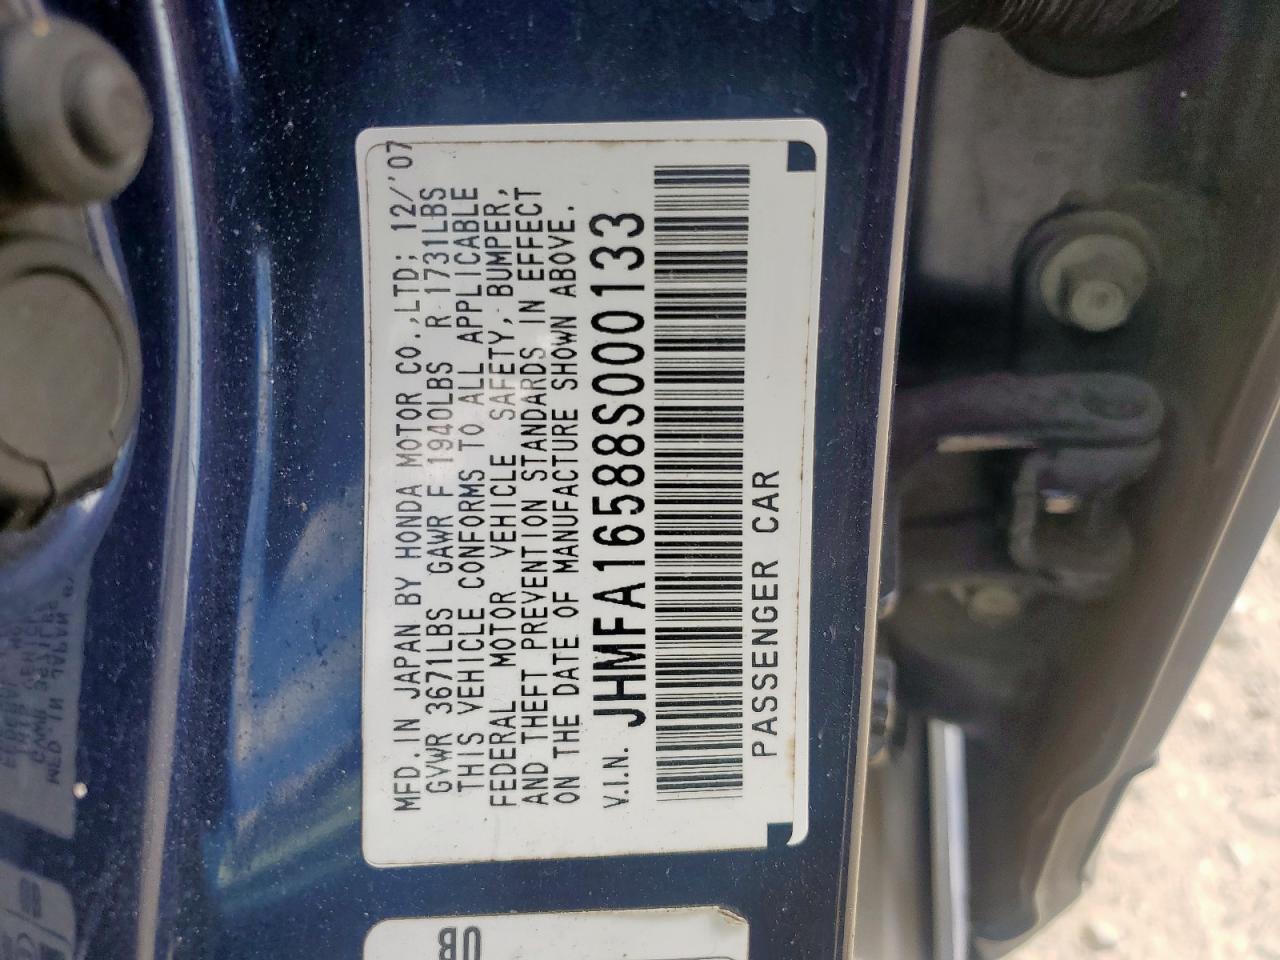 MFD. IN JAPAN BY HONDA MOTOR CO.,LTD; 12/'07
GVWR 3671LBS GAWR F 1940LBS R 1731LBS
THIS VEHICLE CONFORMS TO ALL APPLICABLE
FEDERAL MOTOR VEHICLE SAFETY, BUMPER,
AND THEFT PREVENTION STANDARDS IN EFFECT
ON THE DATE OF MANUFACTURE SHOWN ABOVE.
V.I.N. JHMFA16588S000133
PASSENGER CAR